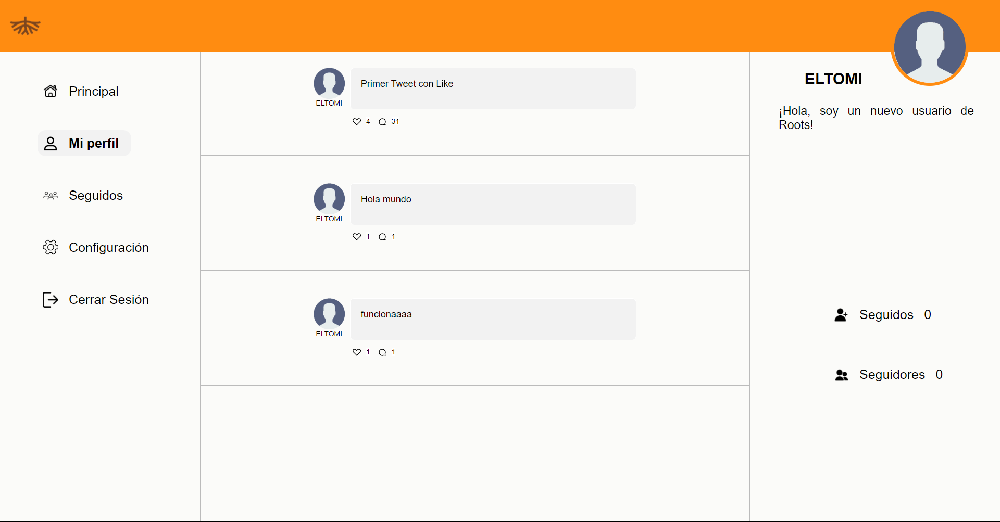 Principal
Mi perfil
Seguidos
Configuración
Cerrar Sesión
Primer Tweet con Like
ELTOMI
4 31
Hola mundo
ELTOMI
1 1
funcionaaaa
ELTOMI
1 1
ELTOMI
¡Hola, soy un nuevo usuario de
Roots!
Seguidos 0
Seguidores 0